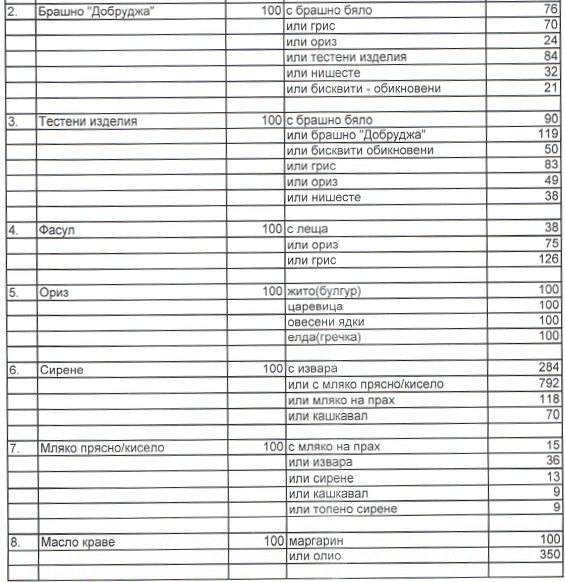 2. Брашно "Добруджа" 100 с брашно бяло 76
или грис 70
или ориз 24
или тестени изделия 84
или нишесте 32
или бисквити - обикновени 21
3. Тестени изделия 100 с брашно бяло 90
или брашно "Добруджа" 119
или бисквити обикновени 50
или грис 83
или ориз 49
или нишесте 38
4. Фасул 100 с леща 38
или ориз 75
или грис 126
5. Ориз 100 жито(булгур) 100
царевица 100
овесени ядки 100
елда(гречка) 100
6. Сирене 100 с извара 284
или с мляко прясно/кисело 792
или мляко на прах 118
или кашкавал 70
7. Мляко прясно/кисело 100 с мляко на прах 15
или извара 36
или сирене 13
или кашкавал 9
или топено сирене 9
8. Масло краве 100 маргарин 100
или олио 350